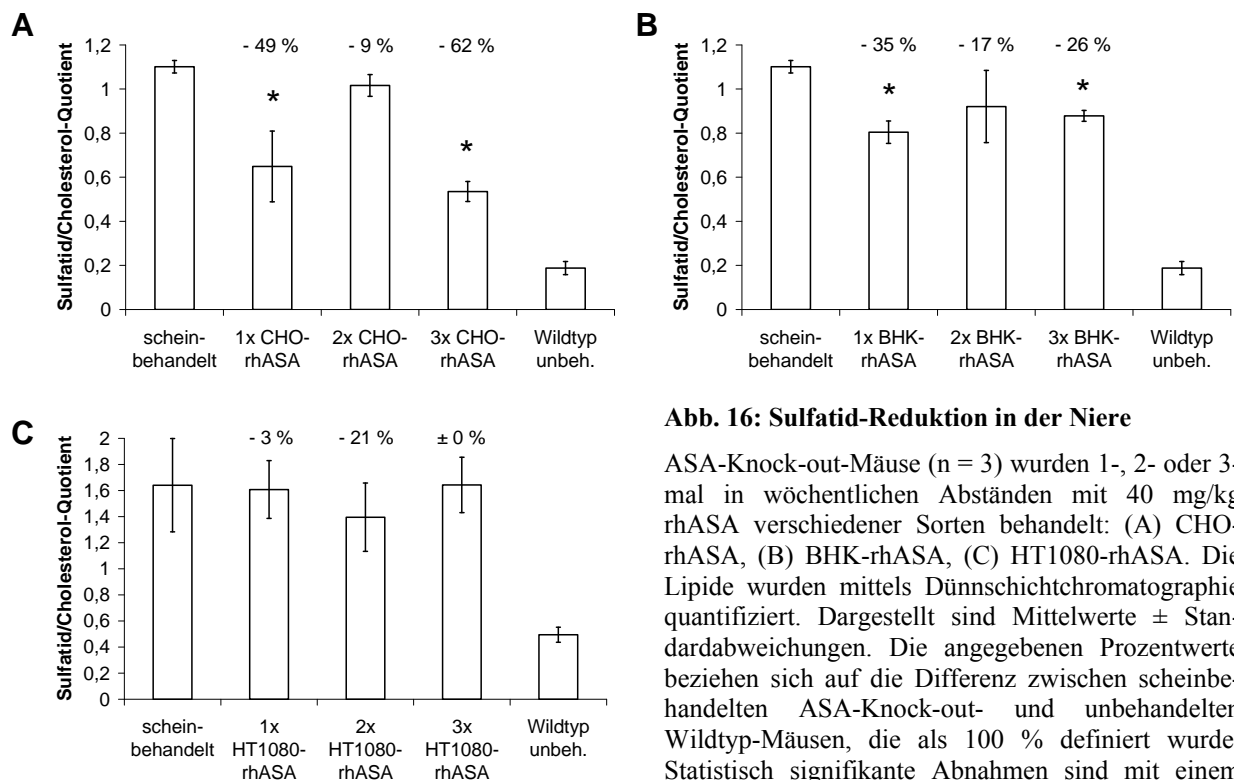 A
Sulfatid/Cholesterol-Quotient
1,2
1
0,8
0,6
0,4
0,2
0
- 49 %
- 9 %
- 62 %
*
*
schein-
behandelt
1x CHO-
rhASA
2x CHO-
rhASA
3x CHO-
rhASA
Wildtyp
unbeh.
B
Sulfatid/Cholesterol-Quotient
1,2
1
0,8
0,6
0,4
0,2
0
- 35 %
- 17 %
- 26 %
*
*
schein-
behandelt
1x BHK-
rhASA
2x BHK-
rhASA
3x BHK-
rhASA
Wildtyp
unbeh.
C
Sulfatid/Cholesterol-Quotient
2
1,8
1,6
1,4
1,2
1
0,8
0,6
0,4
0,2
0
- 3 %
- 21 %
± 0 %
schein-
behandelt
1x
HT1080-
rhASA
2x
HT1080-
rhASA
3x
HT1080-
rhASA
Wildtyp
unbeh.
Abb. 16: Sulfatid-Reduktion in der Niere
ASA-Knock-out-Mäuse (n = 3) wurden 1-, 2- oder 3-
mal in wöchentlichen Abständen mit 40 mg/kg
rhASA verschiedener Sorten behandelt: (A) CHO-
rhASA, (B) BHK-rhASA, (C) HT1080-rhASA. Die
Lipide wurden mittels Dünnschichtchromatographie
quantifiziert. Dargestellt sind Mittelwerte ± Stan-
dardabweichungen. Die angegebenen Prozentwerte
beziehen sich auf die Differenz zwischen scheinbe-
handelten ASA-Knock-out- und unbehandelten
Wildtyp-Mäusen, die als 100 % definiert wurde.
Statistisch signifikante Abnahmen sind mit einem